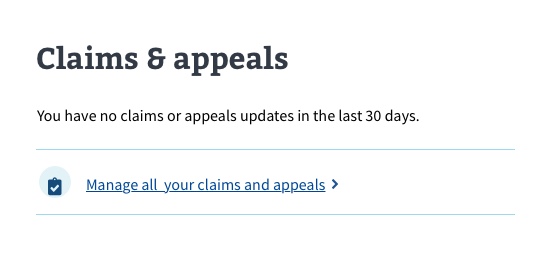 Claims & appeals
You have no claims or appeals updates in the last 30 days.
Manage all  your claims and appeals